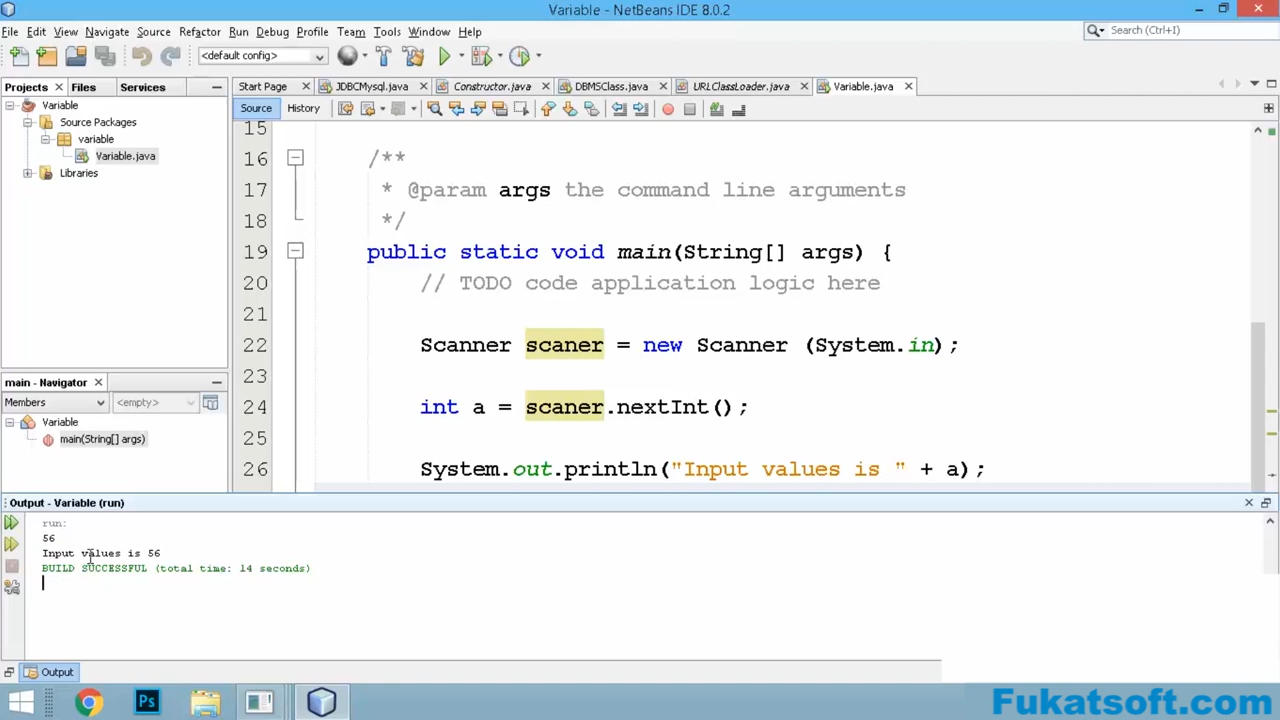 Variable - NetBeans IDE 8.0.2
File Edit View Navigate Source Refactor Run Debug Profile Team Tools Window Help
Search (Ctrl+I)
<default config>
Projects Files Services
Start Page JDBCMysql.java Constructor.java DBMSClass.java URLClassLoader.java Variable.java
Source History
Variable
Source Packages
variable
Variable.java
Libraries
15
16 /**
17 * @param args the command line arguments
18 */
19 public static void main(String[] args) {
20 // TODO code application logic here
21
22 Scanner scaner = new Scanner (System.in);
23
24 int a = scaner.nextInt();
25
26 System.out.println("Input values is " + a);
main - Navigator
Members <empty>
Variable
main(String[] args)
Output - Variable (run)
run:
56
Input values is 56
BUILD SUCCESSFUL (total time: 14 seconds)
Output
Ps
Fukatsoft.com